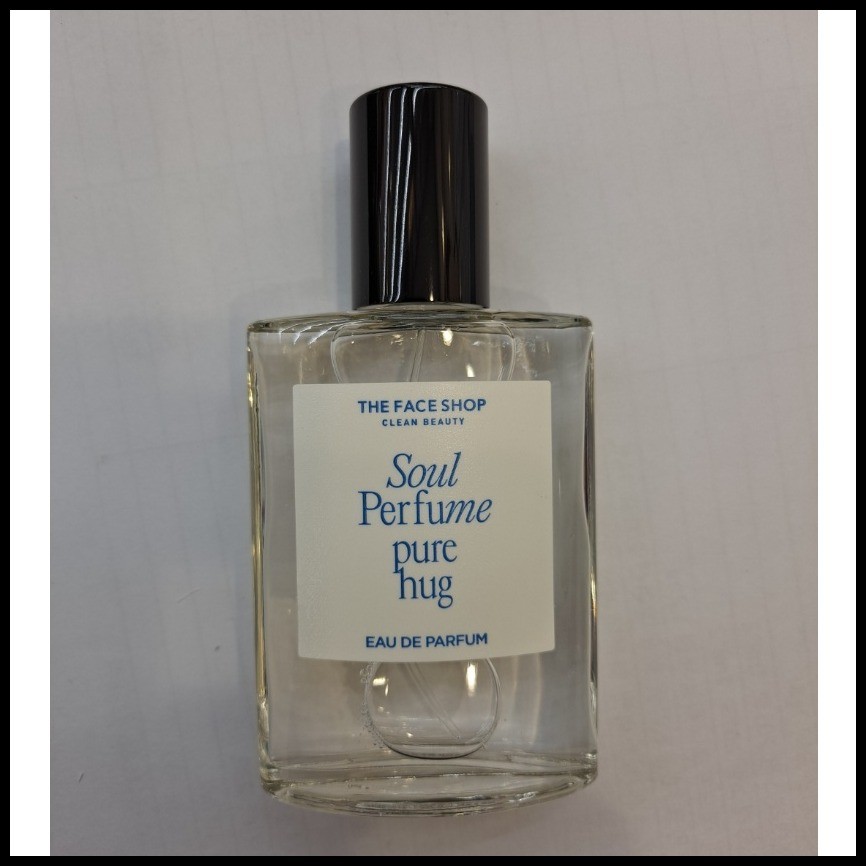 THE FACE SHOP
CLEAN BEAUTY
Soul
Perfume
pure
hug
EAU DE PARFUM